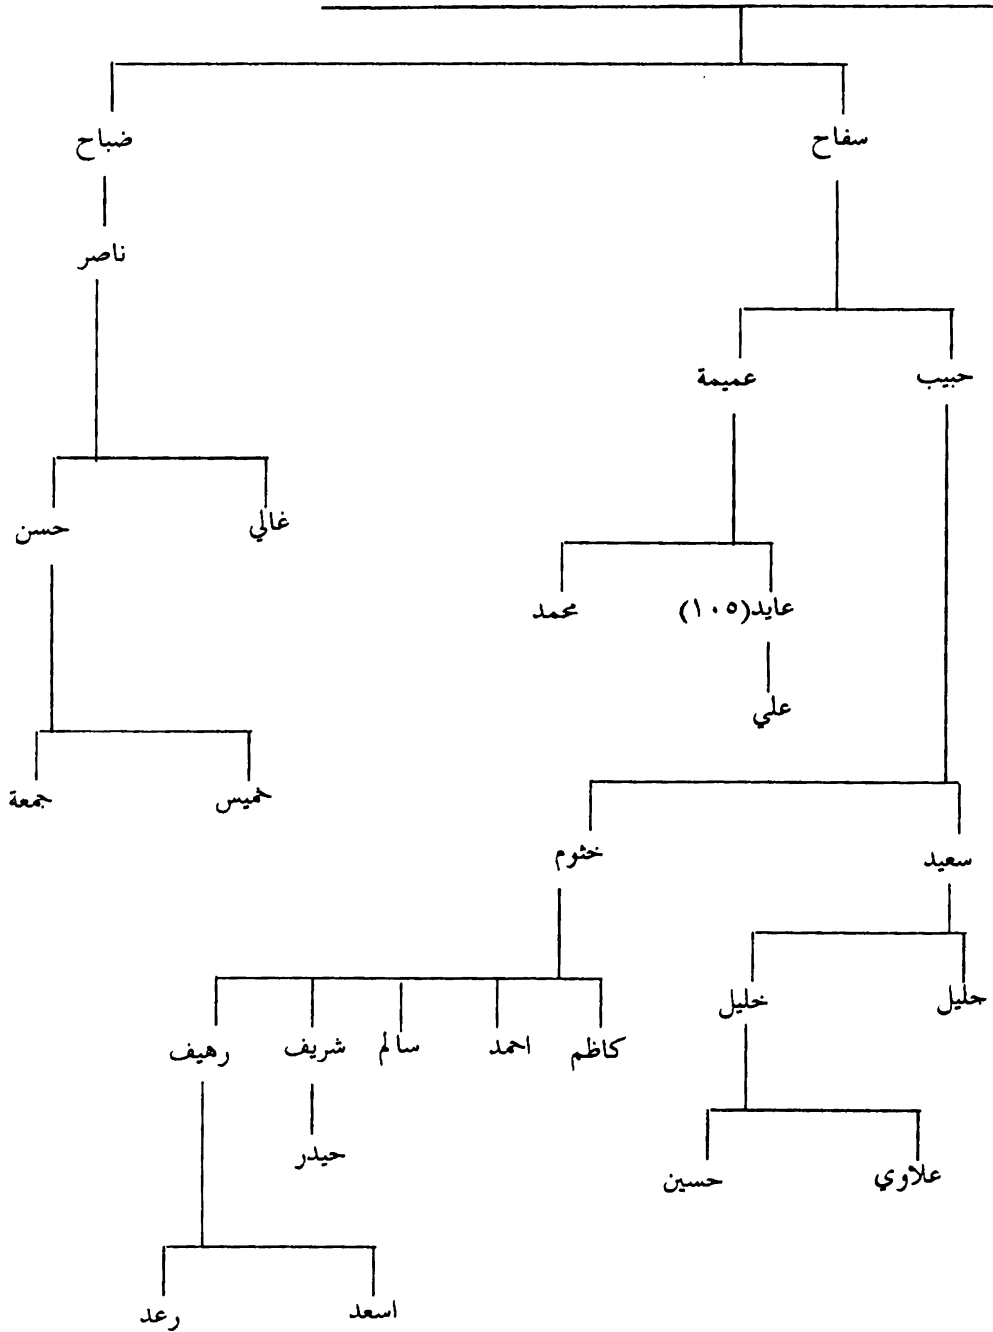 سفاح ضباح
ناصر
حبيب عميمة
غالي حسن
عايد(١٠٥) محمد
علي
خميس جمعة
سعيد خثوم
حليل خليل
كاظم احمد سالم شريف رهيف
حيدر
علاوي حسين
اسعد رعد